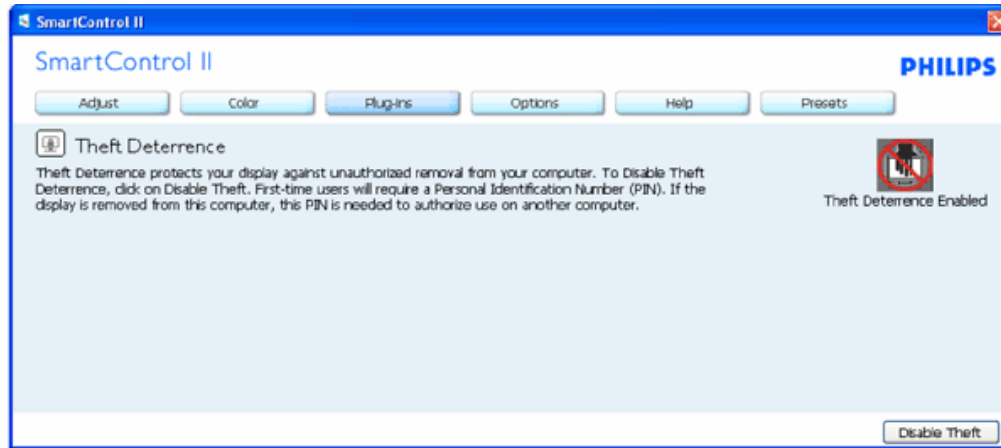 SmartControl II
SmartControl II
PHILIPS
Adjust
Color
Plug-Ins
Options
Help
Presets
Theft Deterrence
Theft Deterrence protects your display against unauthorized removal from your computer. To Disable Theft
Deterrence, click on Disable Theft. First-time users will require a Personal Identification Number (PIN). If the
display is removed from this computer, this PIN is needed to authorize use on another computer.
Theft Deterrence Enabled
Disable Theft